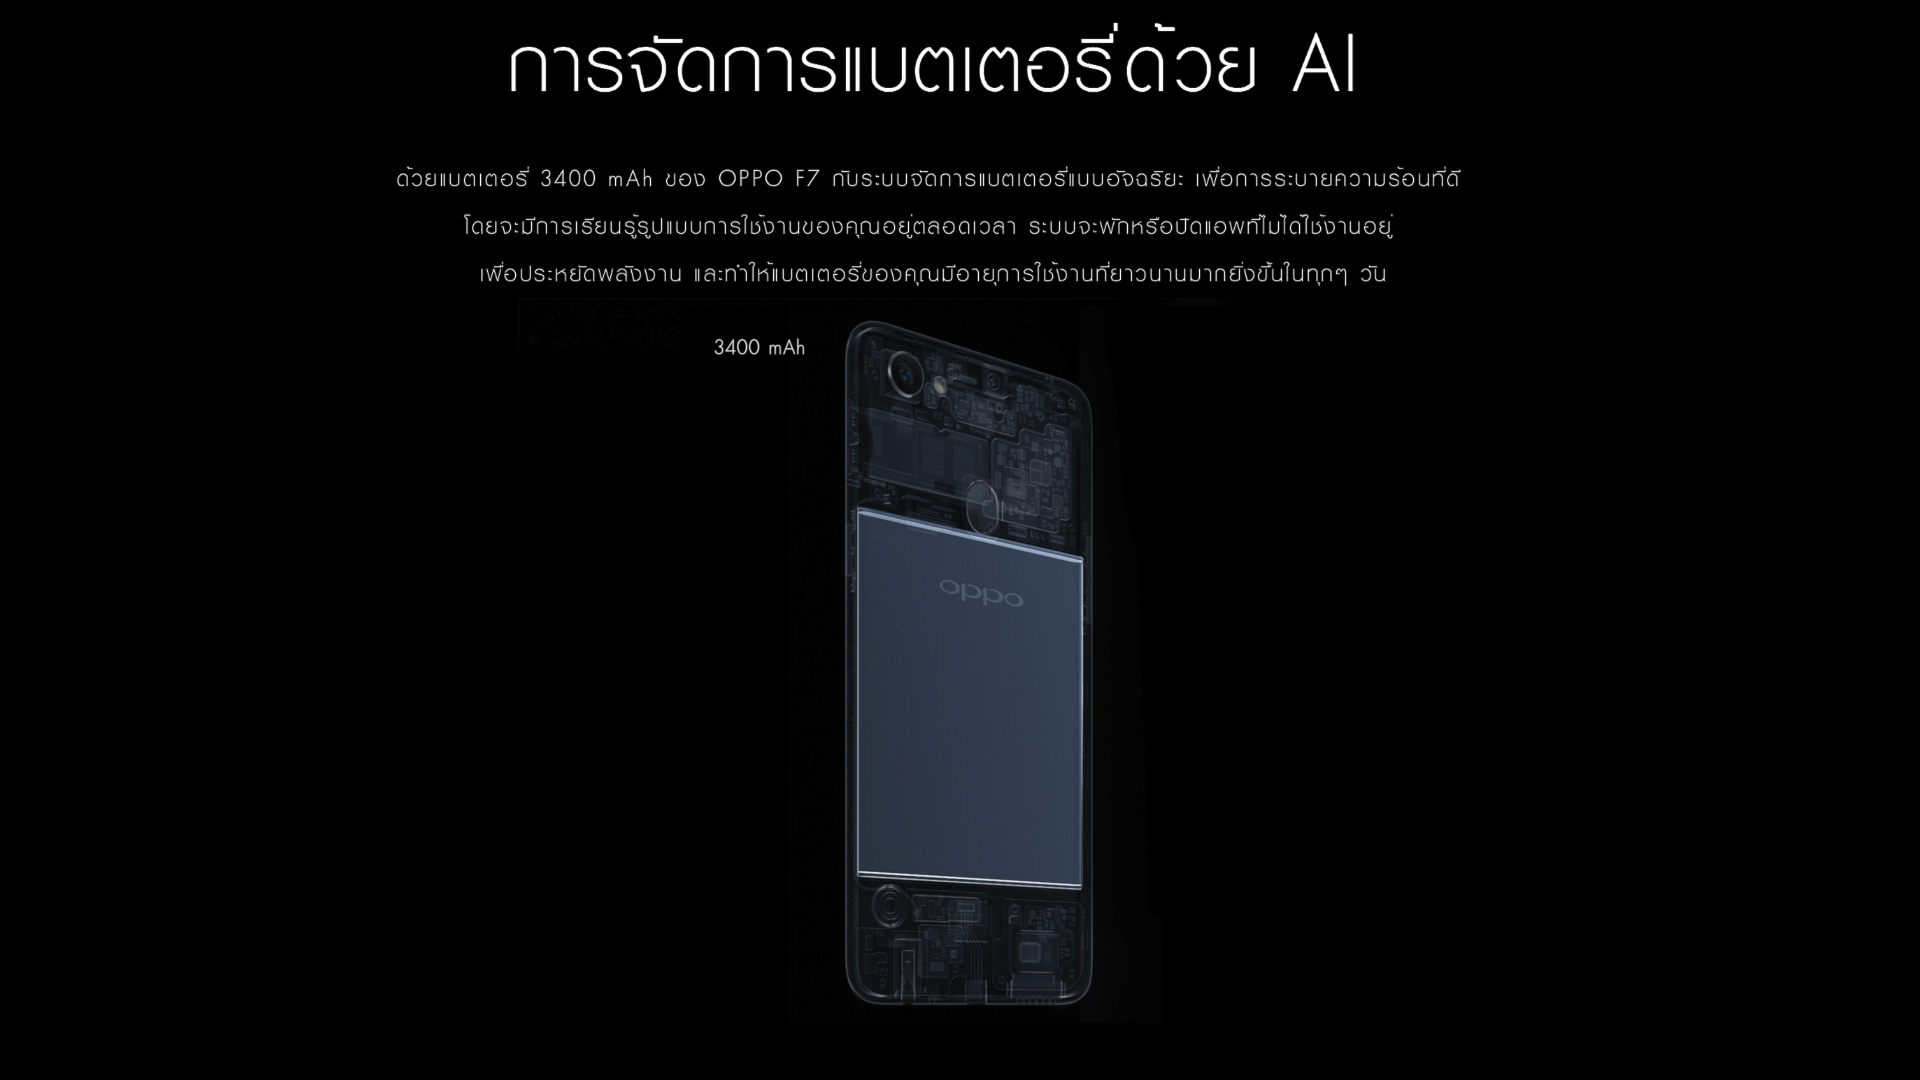 การจัดการแบตเตอรี่ด้วย AI
ด้วยแบตเตอรี่ 3400 mAh ของ OPPO F7 กับระบบจัดการแบตเตอรี่แบบอัจฉริยะ เพื่อการระบายความร้อนที่ดี
โดยจะมีการเรียนรู้รูปแบบการใช้งานของคุณอยู่ตลอดเวลา ระบบจะพักหรือปิดแอพที่ไม่ได้ใช้งานอยู่
เพื่อประหยัดพลังงาน และทำให้แบตเตอรี่ของคุณมีอายุการใช้งานที่ยาวนานมากยิ่งขึ้นในทุกๆ วัน
3400 mAh
oppo